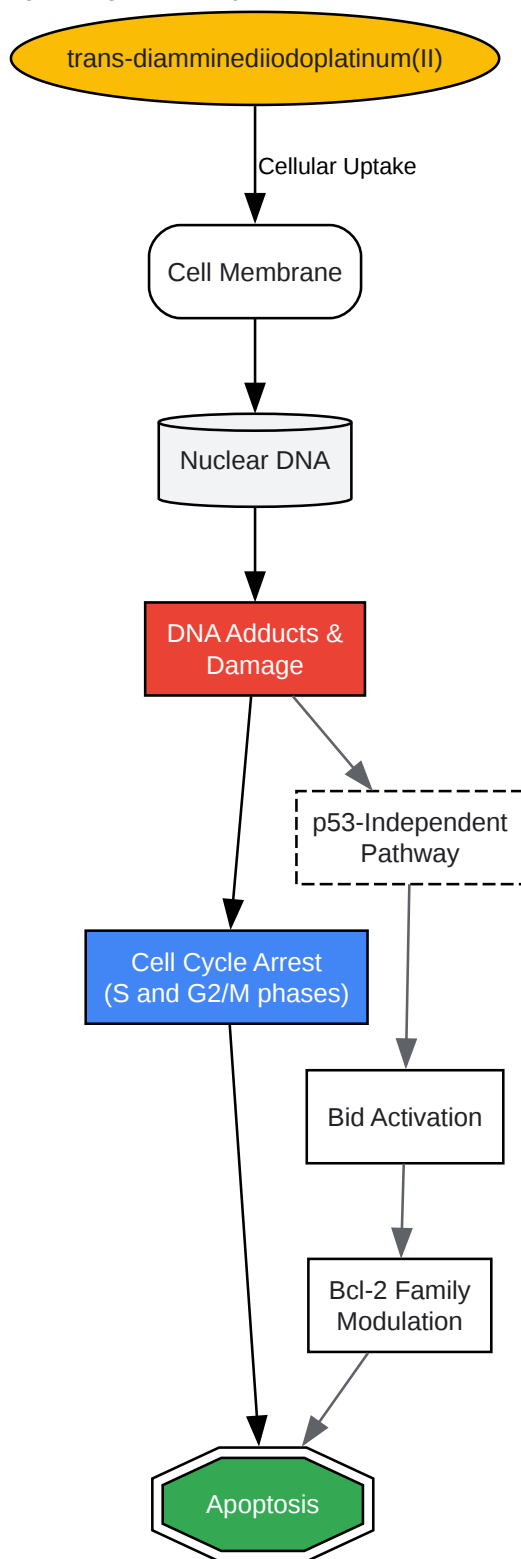 trans-diamminediiodoplatinum(II)
Cellular Uptake
Cell Membrane
Nuclear DNA
DNA Adducts &
Damage
p53-Independent
Pathway
Cell Cycle Arrest
(S and G2/M phases)
Bid Activation
Bcl-2 Family
Modulation
Apoptosis